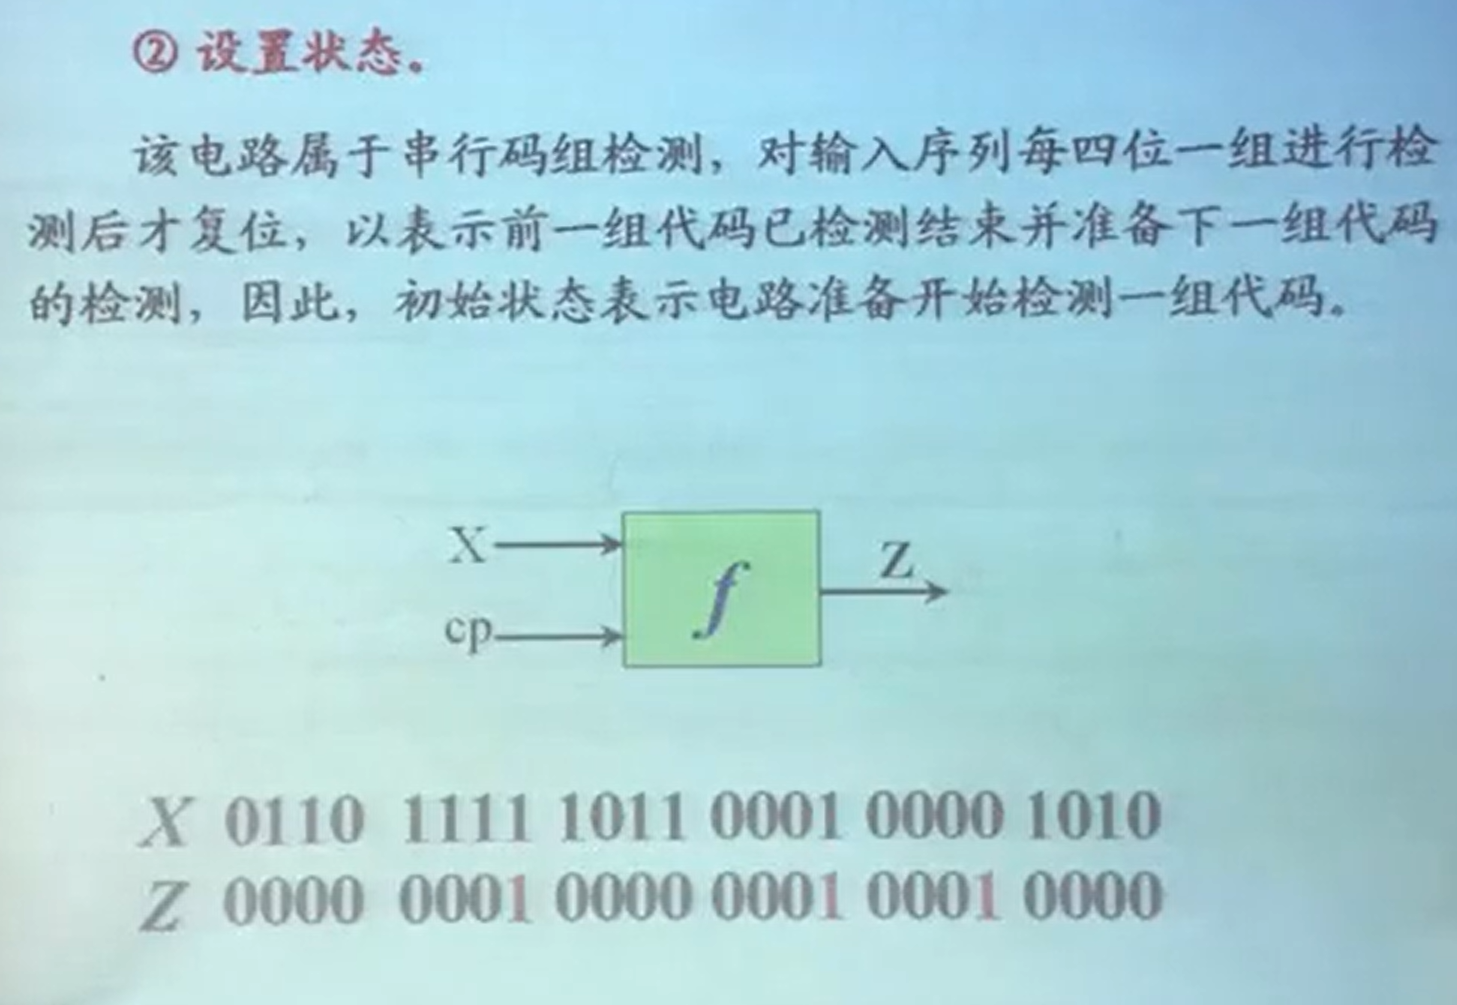 ② 设置状态。
该电路属于串行码组检测，对输入序列每四位一组进行检
测后才复位，以表示前一组代码已检测结束并准备下一组代码
的检测，因此，初始状态表示电路准备开始检测一组代码。
X
f
Z
cp
X 0110 1111 1011 0001 0000 1010
Z 0000 0001 0000 0001 0001 0000